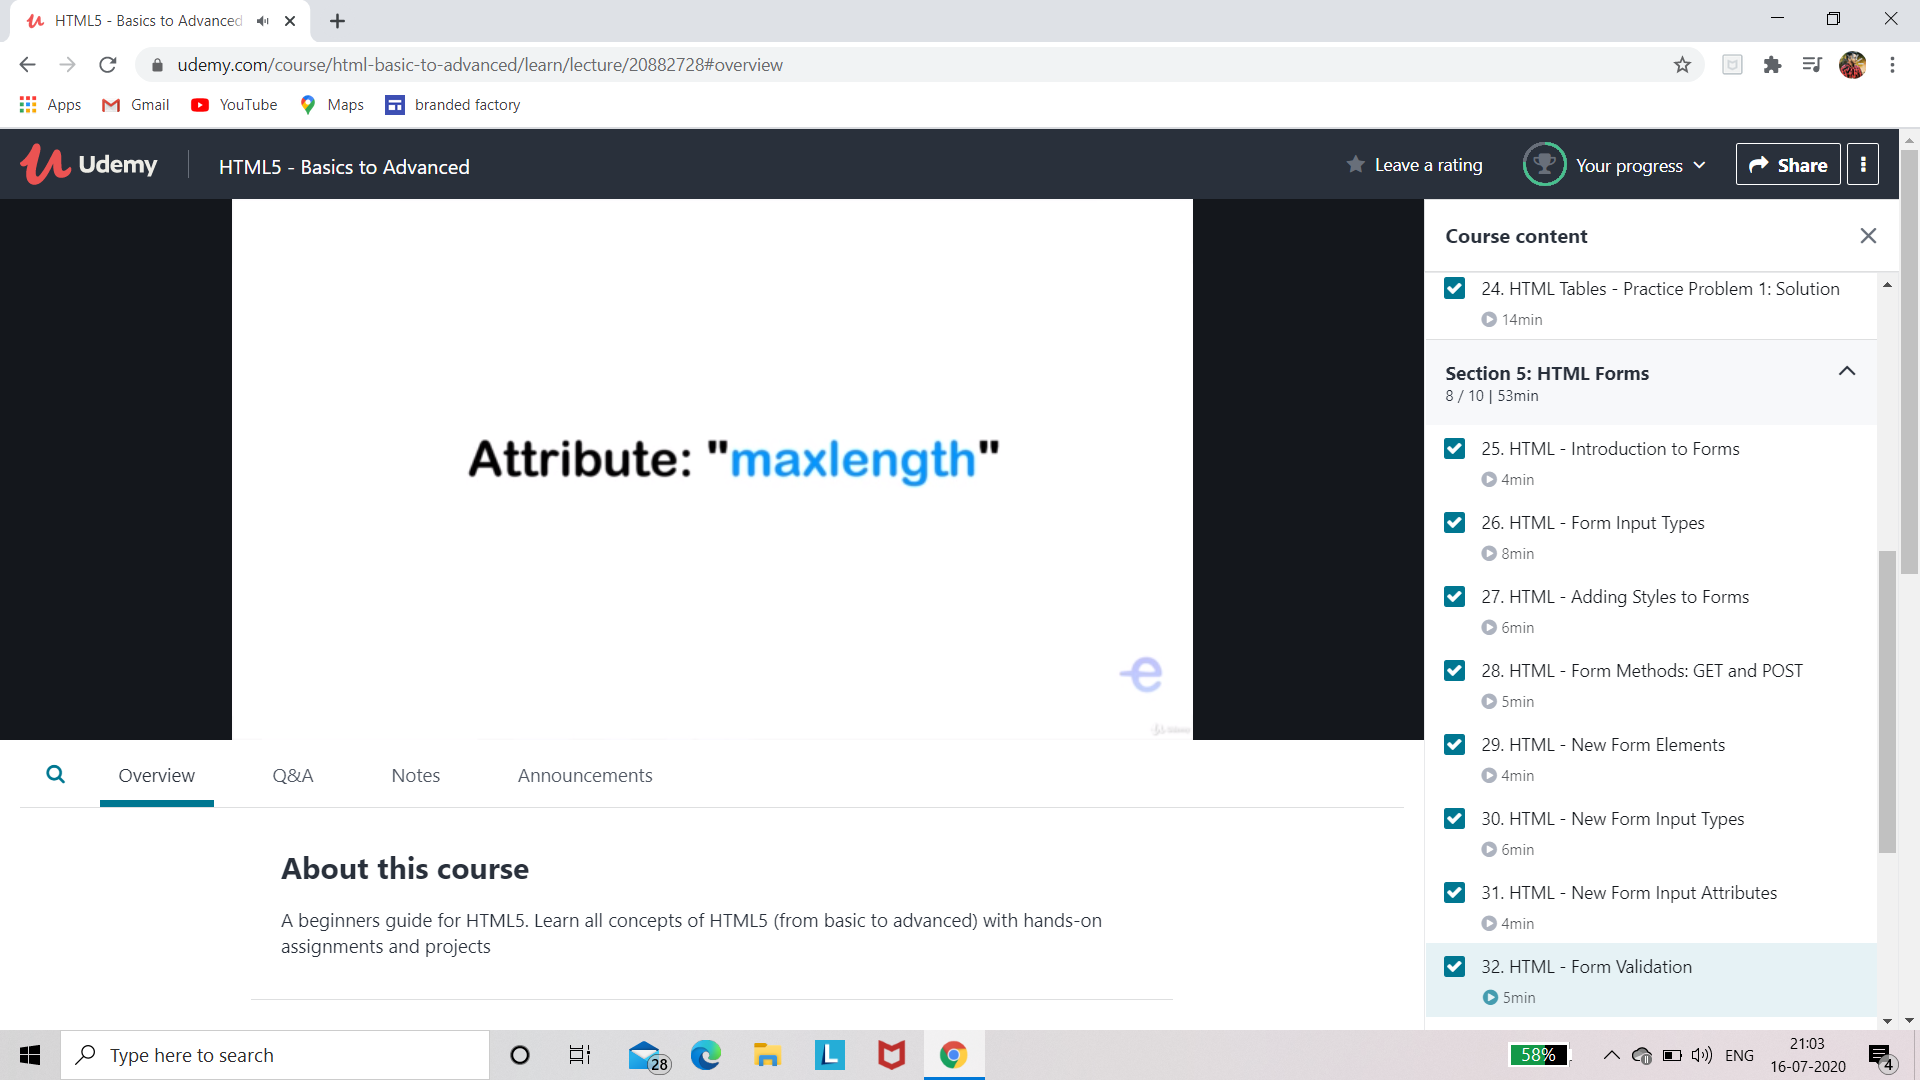 HTML5 - Basics to Advanced
udemy.com/course/html-basic-to-advanced/learn/lecture/20882728#overview
Apps
Gmail
YouTube
Maps
branded factory
Udemy
HTML5 - Basics to Advanced
Leave a rating
Your progress
Share
Attribute: "maxlength"
e
Course content
24. HTML Tables - Practice Problem 1: Solution
14min
Section 5: HTML Forms
8 / 10 | 53min
25. HTML - Introduction to Forms
4min
26. HTML - Form Input Types
8min
27. HTML - Adding Styles to Forms
6min
28. HTML - Form Methods: GET and POST
5min
29. HTML - New Form Elements
4min
30. HTML - New Form Input Types
6min
31. HTML - New Form Input Attributes
4min
32. HTML - Form Validation
5min
Overview
Q&A
Notes
Announcements
About this course
A beginners guide for HTML5. Learn all concepts of HTML5 (from basic to advanced) with hands-on
assignments and projects
Type here to search
28
L
58%
ENG
21:03
16-07-2020
4